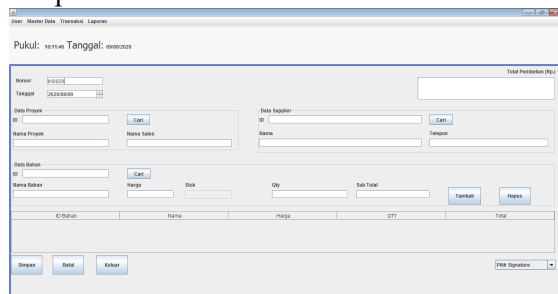 User Master Data Transaksi Laporan
Pukul: 10:11:46 Tanggal: 09/08/2020
Total Pembelian (Rp.)
Nomor IN0029
Tanggal 2020/08/09
Data Proyek
ID Cari
Nama Proyek Nama Sales
Data Supplier
ID Cari
Nama Telepon
Data Bahan
ID Cari
Nama Bahan Harga Stok Qty Sub Total Tambah Hapus
ID Bahan Nama Harga QTY Total
Simpan Batal Keluar Pilih Signature